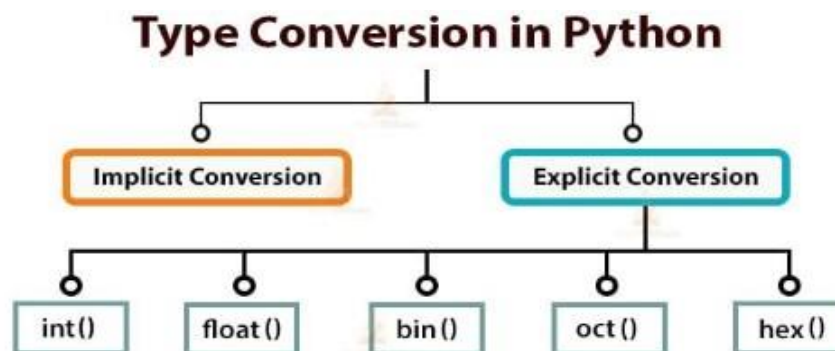 Type Conversion in Python
Implicit Conversion
Explicit Conversion
int()
float()
bin()
oct()
hex()